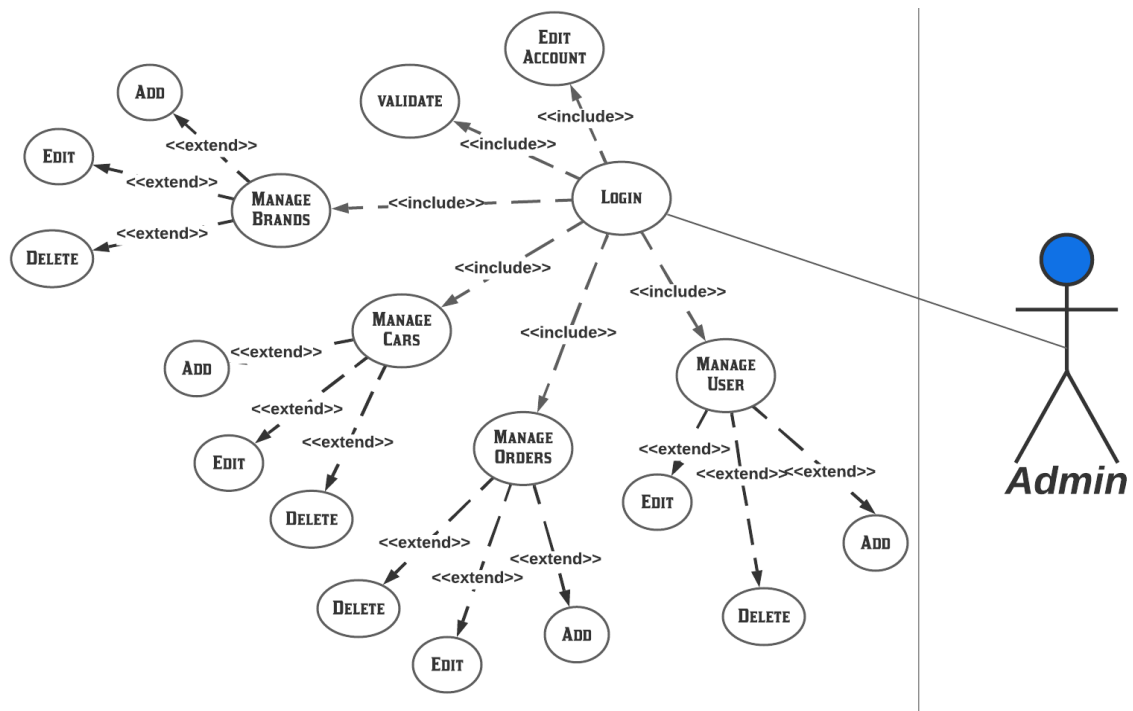 Edit
Account
validate
<<include>>
<<include>>
Add
<<extend>>
Edit
<<extend>>
Manage
Brands
<<include>>
Login
<<extend>>
Delete
<<include>>
<<include>>
<<include>>
Manage
Cars
<<extend>>
Add
<<extend>>
<<extend>>
Edit
Delete
Manage
User
<<extend>>
<<extend>>
<<extend>>
Edit
Add
Delete
Manage
Orders
<<extend>>
<<extend>>
<<extend>>
Delete
Edit
Add
Admin